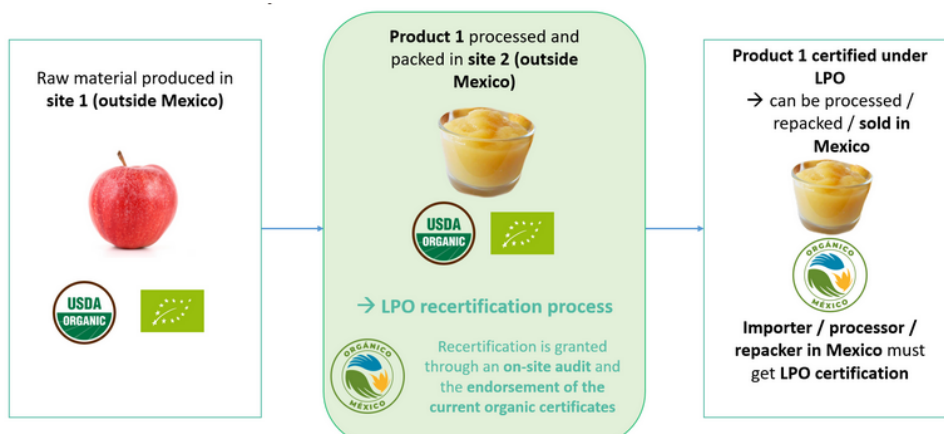 Raw material produced in
site 1 (outside Mexico)
USDA
ORGANIC
Product 1 processed and
packed in site 2 (outside
Mexico)
USDA
ORGANIC
→ LPO recertification process
ORGÁNICO
MÉXICO
Recertification is granted
through an on-site audit and
the endorsement of the
current organic certificates
Product 1 certified under
LPO
→ can be processed /
repacked / sold in
Mexico
ORGÁNICO
MÉXICO
Importer / processor /
repacker in Mexico must
get LPO certification